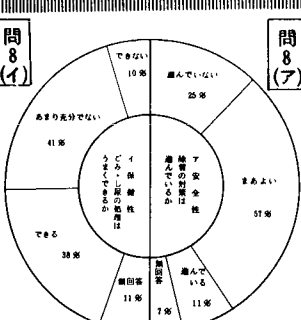 問8(イ)
問8(ア)
できない
10%
進んでいない
25%
あまり充分でない
41%
まあよい
57%
ア 安全性
除雪の対策は
進んでいるか
イ 保健性
ごみ・し尿の処理は
うまくできるか
できる
38%
無回答
11%
無回答
7%
進んでいる
11%